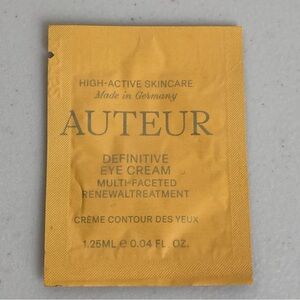 HIGH-ACTIVE SKINCARE
Made in Germany
AUTEUR
DEFINITIVE
EYE CREAM
MULTI-FACETED
RENEWALTREATMENT
CRÈME CONTOUR DES YEUX
1.25ML ℮ 0.04 FL. OZ.